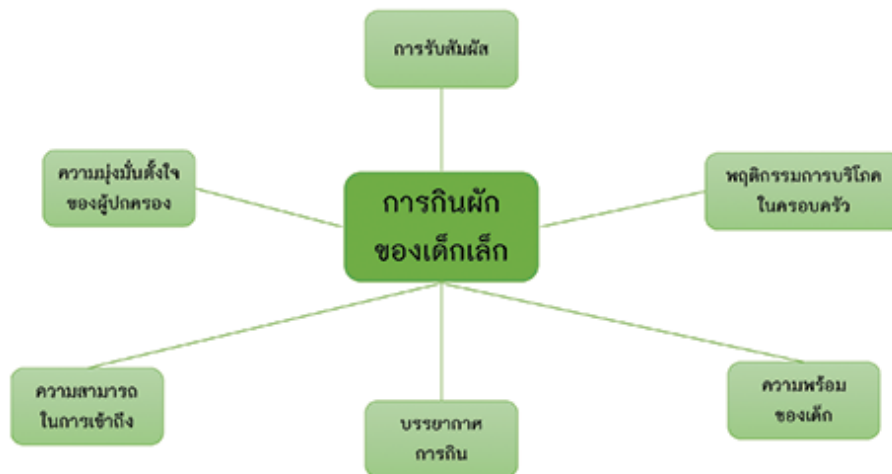 การรับสัมผัส
ความมุ่งมั่นตั้งใจ
ของผู้ปกครอง
พฤติกรรมการบริโภค
ในครอบครัว
การกินผัก
ของเด็กเล็ก
ความสามารถ
ในการเข้าถึง
บรรยากาศ
การกิน
ความพร้อม
ของเด็ก